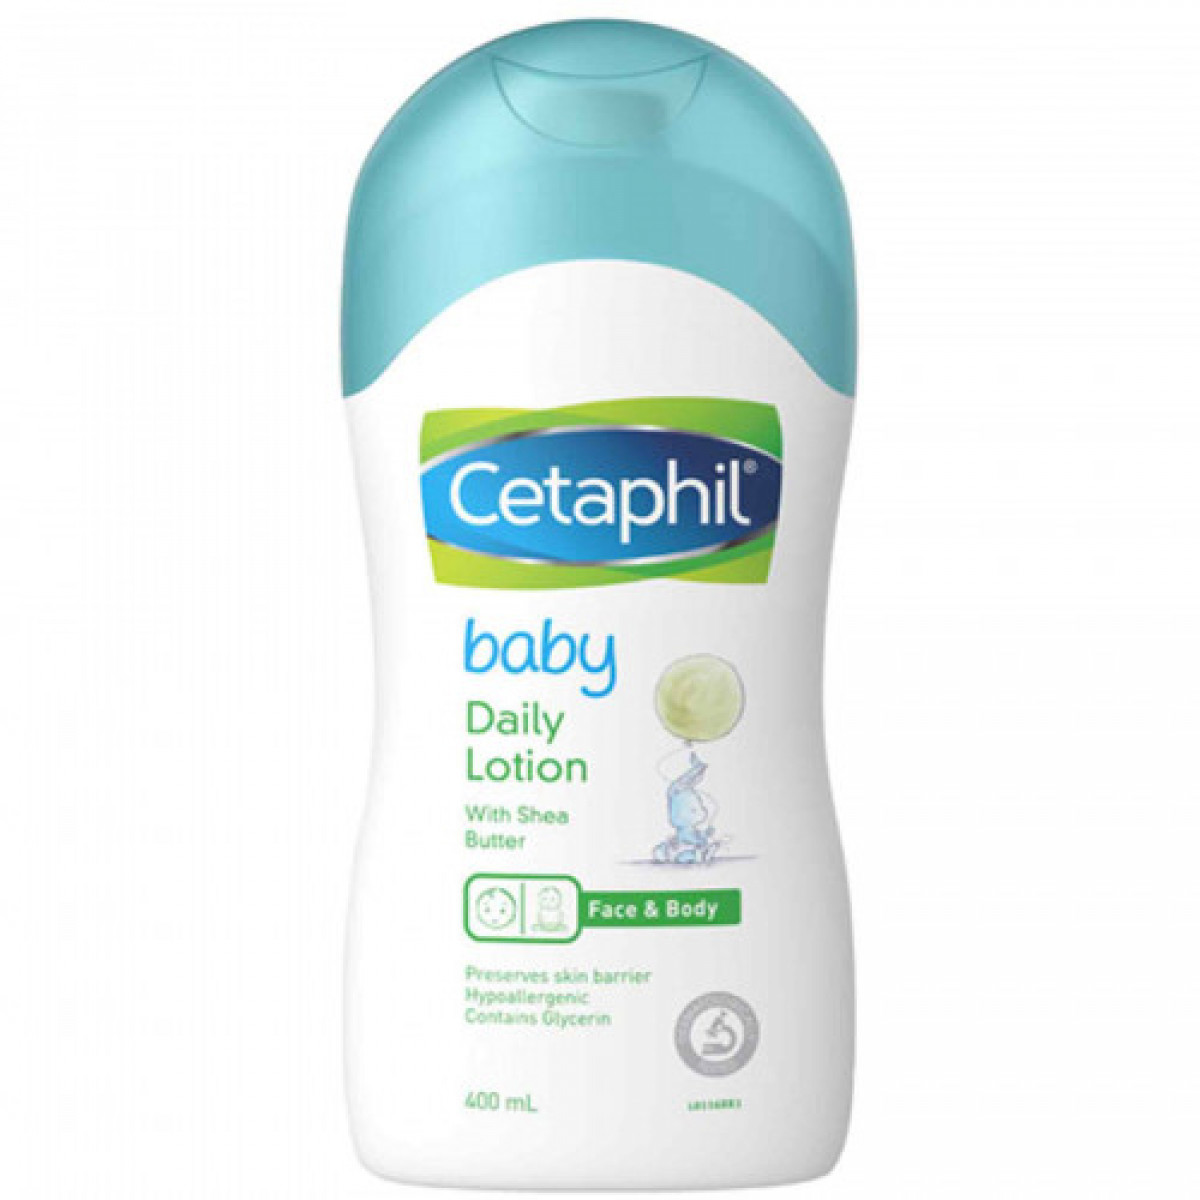 Cetaphil®
baby
Daily
Lotion
With Shea
Butter
Face & Body
Preserves skin barrier
Hypoallergenic
Contains Glycerin
400 mL